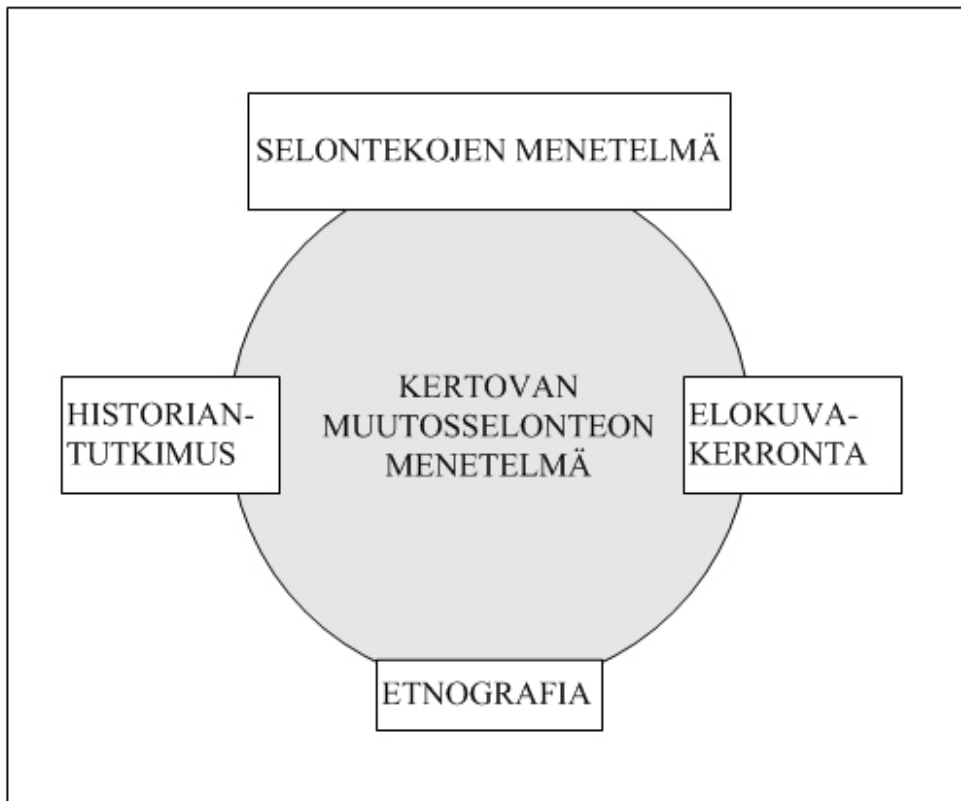 SELONTEKOJEN MENETELMÄ
HISTORIAN-
TUTKIMUS
KERTOVAN
MUUTOSSELONTEON
MENETELMÄ
ELOKUVA-
KERRONTA
ETNOGRAFIA